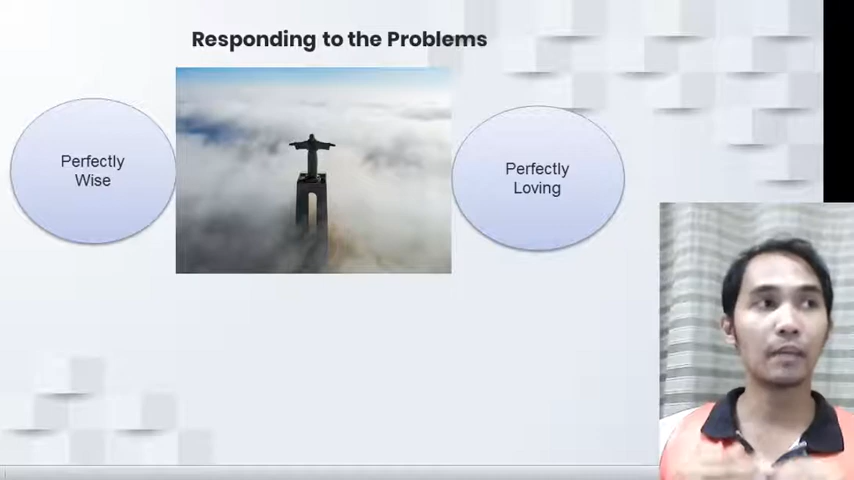 Responding to the Problems
Perfectly
Wise
Perfectly
Loving